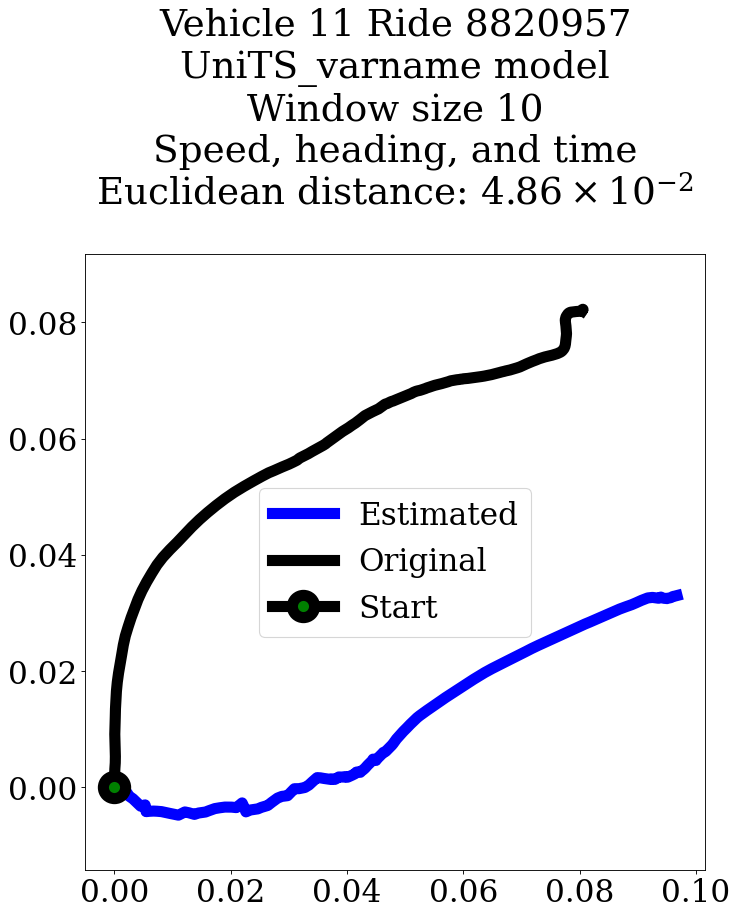 Vehicle 11 Ride 8820957
UniTS_varname model
Window size 10
Speed, heading, and time
Euclidean distance: 4.86 × 10⁻²
0.08
0.06
0.04
0.02
0.00
Estimated
Original
Start
0.00 0.02 0.04 0.06 0.08 0.10